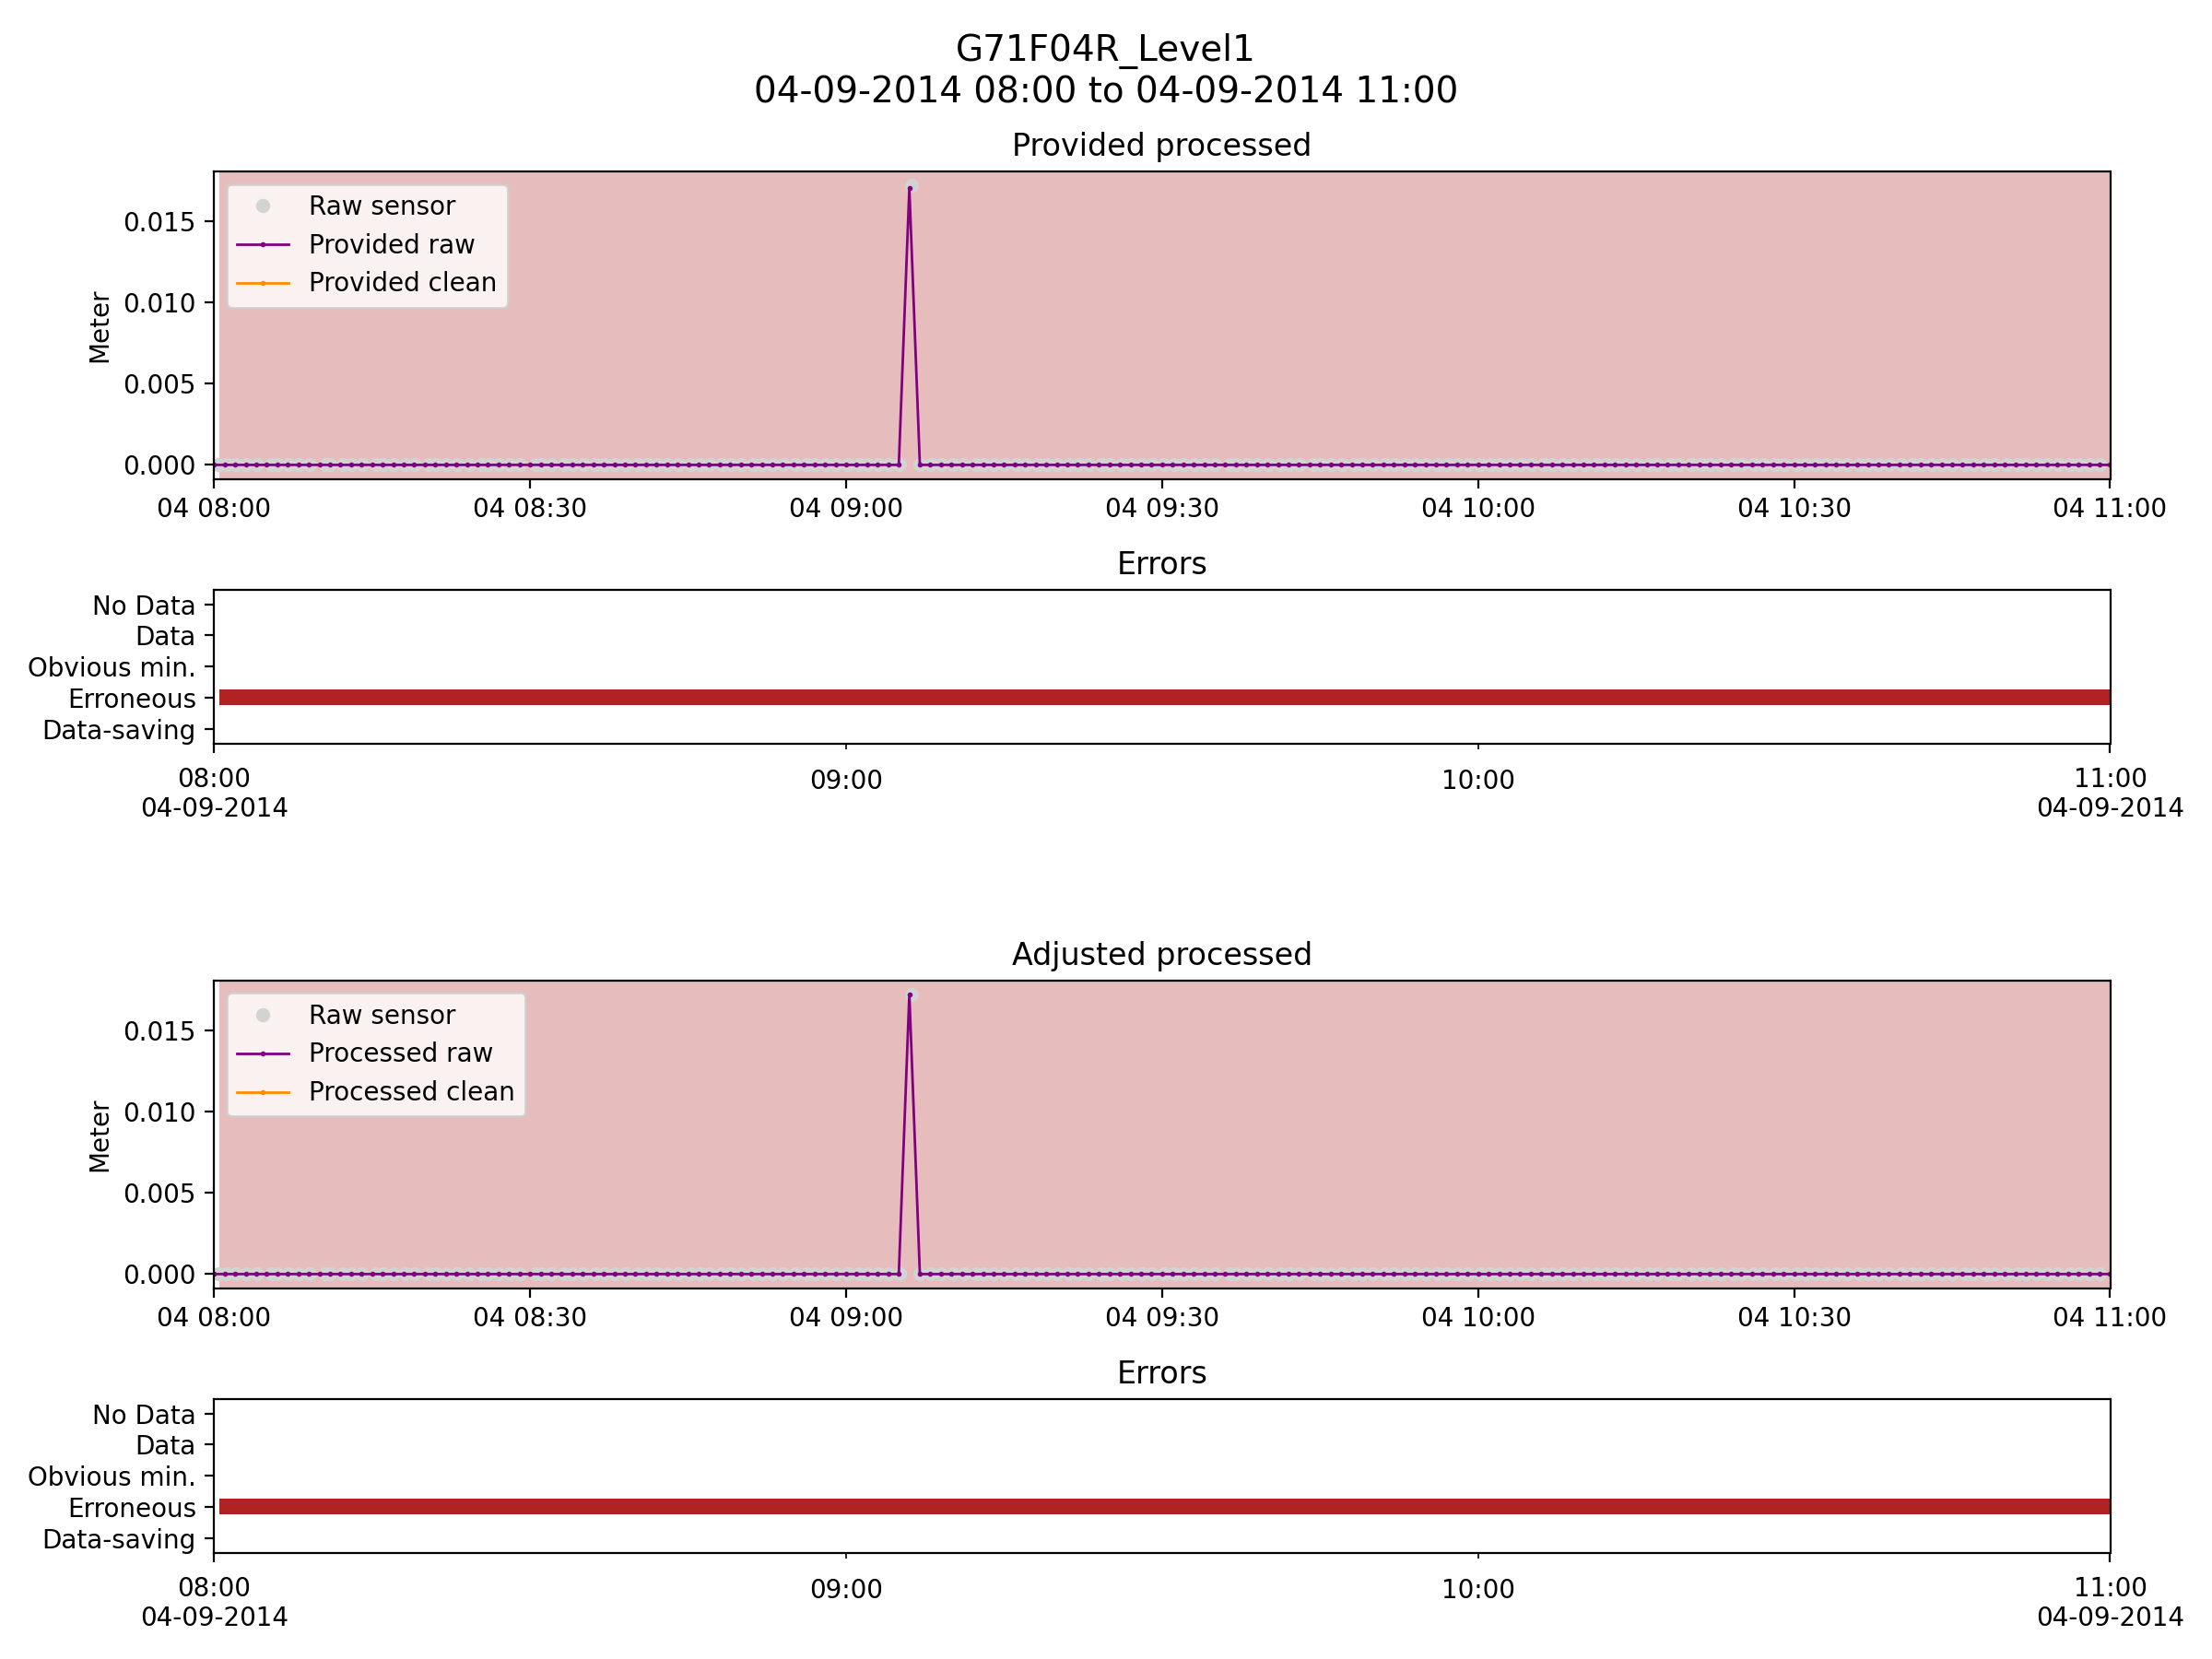 G71F04R_Level1
04-09-2014 08:00 to 04-09-2014 11:00
Provided processed
Raw sensor
Provided raw
Provided clean
Meter
0.015
0.010
0.005
0.000
04 08:00 04 08:30 04 09:00 04 09:30 04 10:00 04 10:30 04 11:00
Errors
No Data
Data
Obvious min.
Erroneous
Data-saving
08:00 09:00 10:00 11:00
04-09-2014 04-09-2014
Adjusted processed
Raw sensor
Processed raw
Processed clean
Meter
0.015
0.010
0.005
0.000
04 08:00 04 08:30 04 09:00 04 09:30 04 10:00 04 10:30 04 11:00
Errors
No Data
Data
Obvious min.
Erroneous
Data-saving
08:00 09:00 10:00 11:00
04-09-2014 04-09-2014